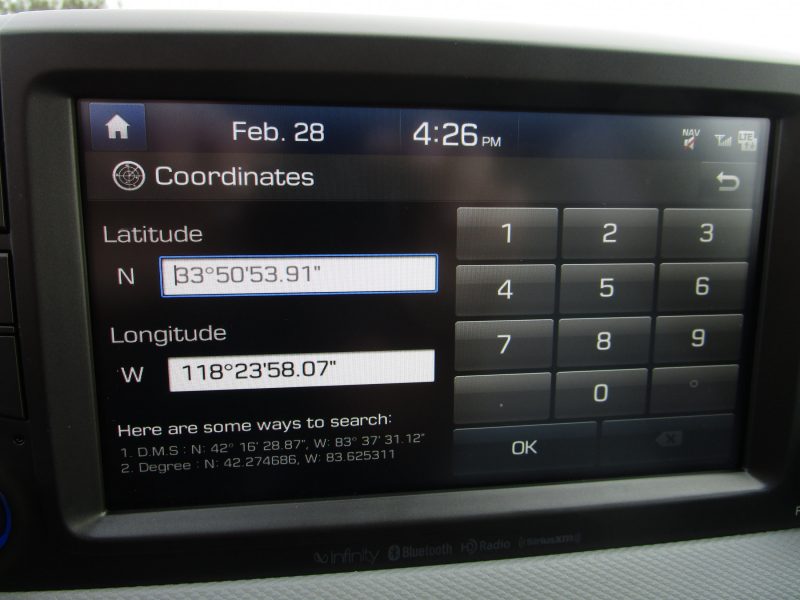 Feb. 28 4:26 PM NAV LTE
Coordinates
Latitude
N 33°50'53.91"
Longitude
W 118°23'58.07"
Here are some ways to search:
1. D.M.S : N: 42° 16' 28.87", W: 83° 37' 31.12"
2. Degree : N: 42.274686, W: 83.625311
1 2 3
4 5 6
7 8 9
. 0 °
OK
infinity Bluetooth HD Radio SiriusXM